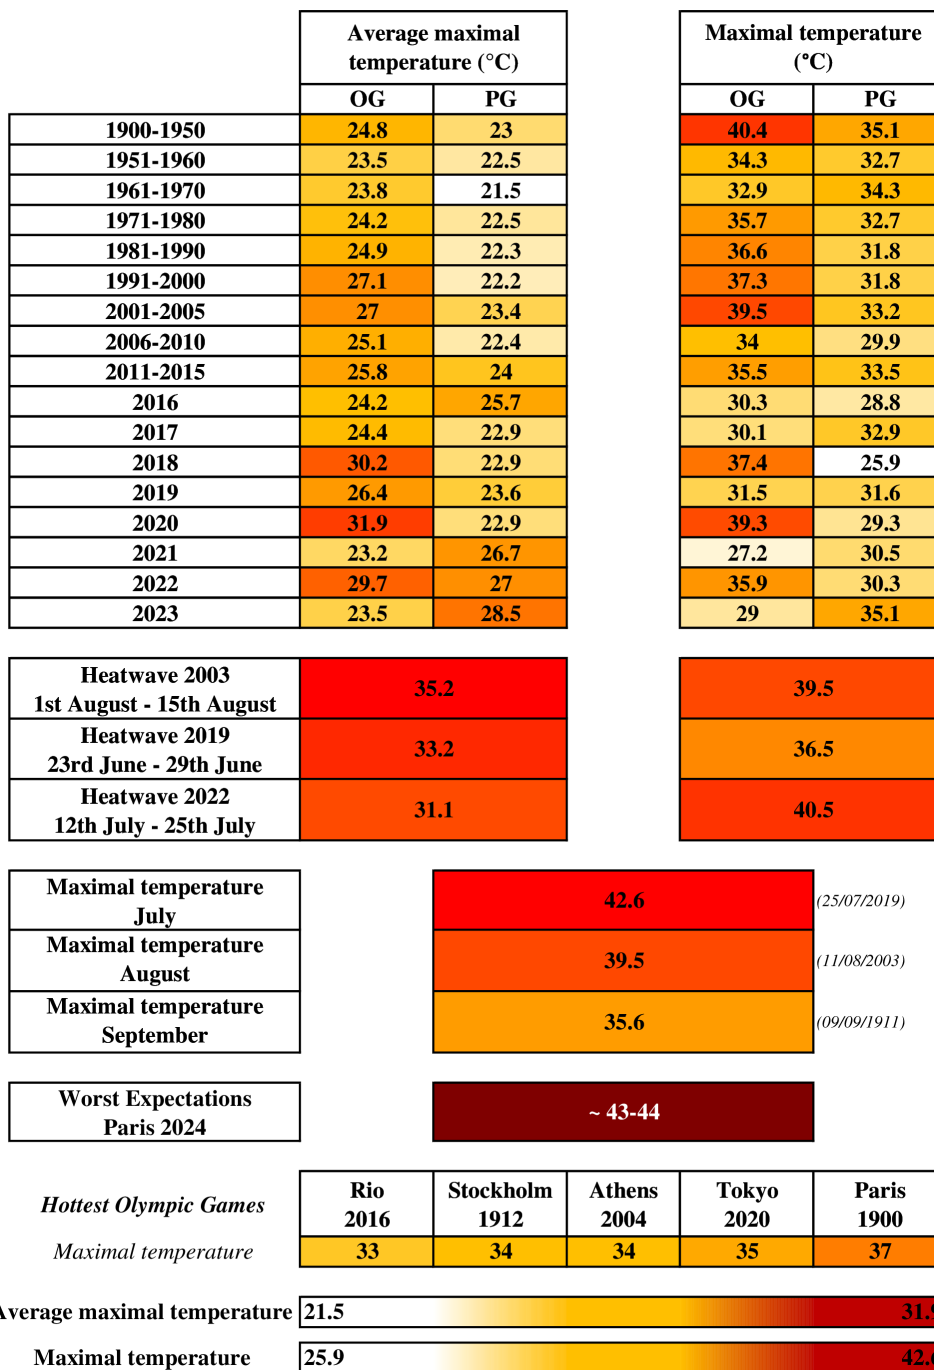 Average maximal temperature (°C) Maximal temperature (°C)
OG PG OG PG
1900-1950 24.8 23 40.4 35.1
1951-1960 23.5 22.5 34.3 32.7
1961-1970 23.8 21.5 32.9 34.3
1971-1980 24.2 22.5 35.7 32.7
1981-1990 24.9 22.3 36.6 31.8
1991-2000 27.1 22.2 37.3 31.8
2001-2005 27 23.4 39.5 33.2
2006-2010 25.1 22.4 34 29.9
2011-2015 25.8 24 35.5 33.5
2016 24.2 25.7 30.3 28.8
2017 24.4 22.9 30.1 32.9
2018 30.2 22.9 37.4 25.9
2019 26.4 23.6 31.5 31.6
2020 31.9 22.9 39.3 29.3
2021 23.2 26.7 27.2 30.5
2022 29.7 27 35.9 30.3
2023 23.5 28.5 29 35.1
Heatwave 2003
1st August - 15th August 35.2 39.5
Heatwave 2019
23rd June - 29th June 33.2 36.5
Heatwave 2022
12th July - 25th July 31.1 40.5
Maximal temperature
July 42.6 (25/07/2019)
Maximal temperature
August 39.5 (11/08/2003)
Maximal temperature
September 35.6 (09/09/1911)
Worst Expectations
Paris 2024 ~ 43-44
Hottest Olympic Games Rio 2016 Stockholm 1912 Athens 2004 Tokyo 2020 Paris 1900
Maximal temperature 33 34 34 35 37
Average maximal temperature 21.5 31.9
Maximal temperature 25.9 42.6